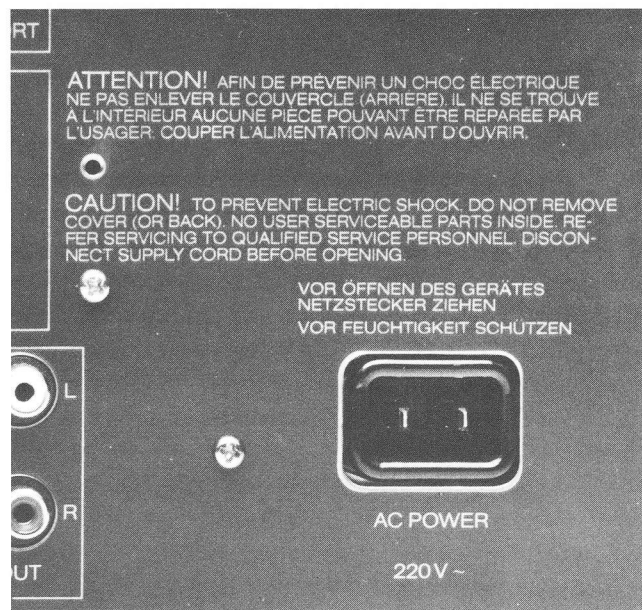 RT
ATTENTION! AFIN DE PRÉVENIR UN CHOC ÉLECTRIQUE
NE PAS ENLEVER LE COUVERCLE (ARRIERE). IL NE SE TROUVE
A L'INTERIEUR AUCUNE PIÈCE POUVANT ÊTRE RÉPARÉE PAR
L'USAGER. COUPER L'ALIMENTATION AVANT D'OUVRIR.
CAUTION! TO PREVENT ELECTRIC SHOCK. DO NOT REMOVE
COVER (OR BACK). NO USER SERVICEABLE PARTS INSIDE. RE-
FER SERVICING TO QUALIFIED SERVICE PERSONNEL. DISCON-
NECT SUPPLY CORD BEFORE OPENING.
VOR ÖFFNEN DES GERÄTES
NETZSTECKER ZIEHEN
VOR FEUCHTIGKEIT SCHÜTZEN
L
R
OUT
AC POWER
220V ~